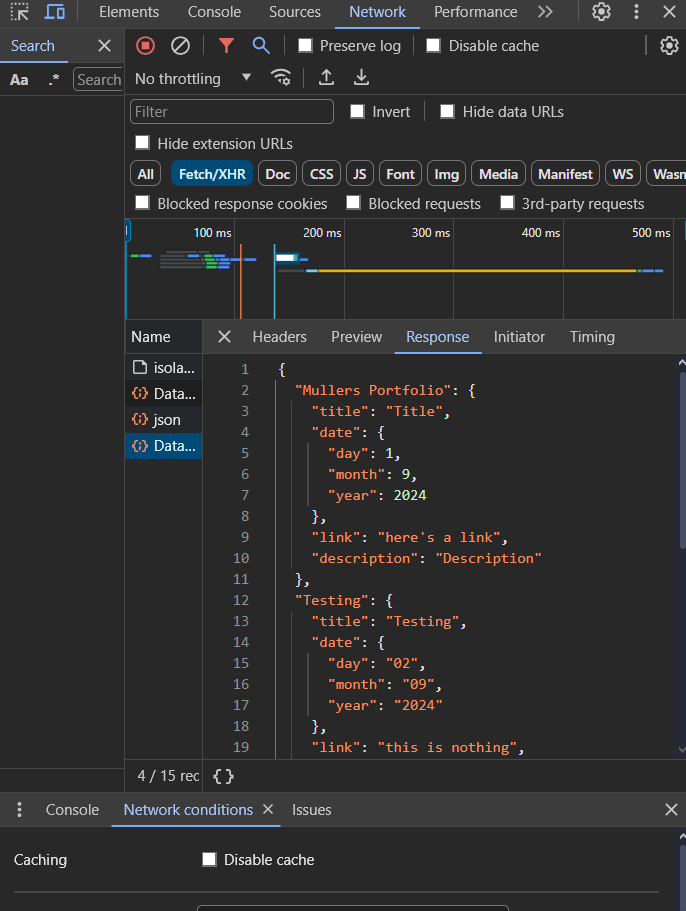 Elements Console Sources Network Performance
Search
Preserve log Disable cache
Aa .* Search
No throttling
Filter Invert Hide data URLs
Hide extension URLs
All Fetch/XHR Doc CSS JS Font Img Media Manifest WS Wasm
Blocked response cookies Blocked requests 3rd-party requests
100 ms 200 ms 300 ms 400 ms 500 ms
Name Headers Preview Response Initiator Timing
isola...
Data...
json
Data...
1 {
2 "Mullers Portfolio": {
3 "title": "Title",
4 "date": {
5 "day": 1,
6 "month": 9,
7 "year": 2024
8 },
9 "link": "here's a link",
10 "description": "Description"
11 },
12 "Testing": {
13 "title": "Testing",
14 "date": {
15 "day": "02",
16 "month": "09",
17 "year": "2024"
18 },
19 "link": "this is nothing",
4 / 15 rec {}
Console Network conditions Issues
Caching Disable cache